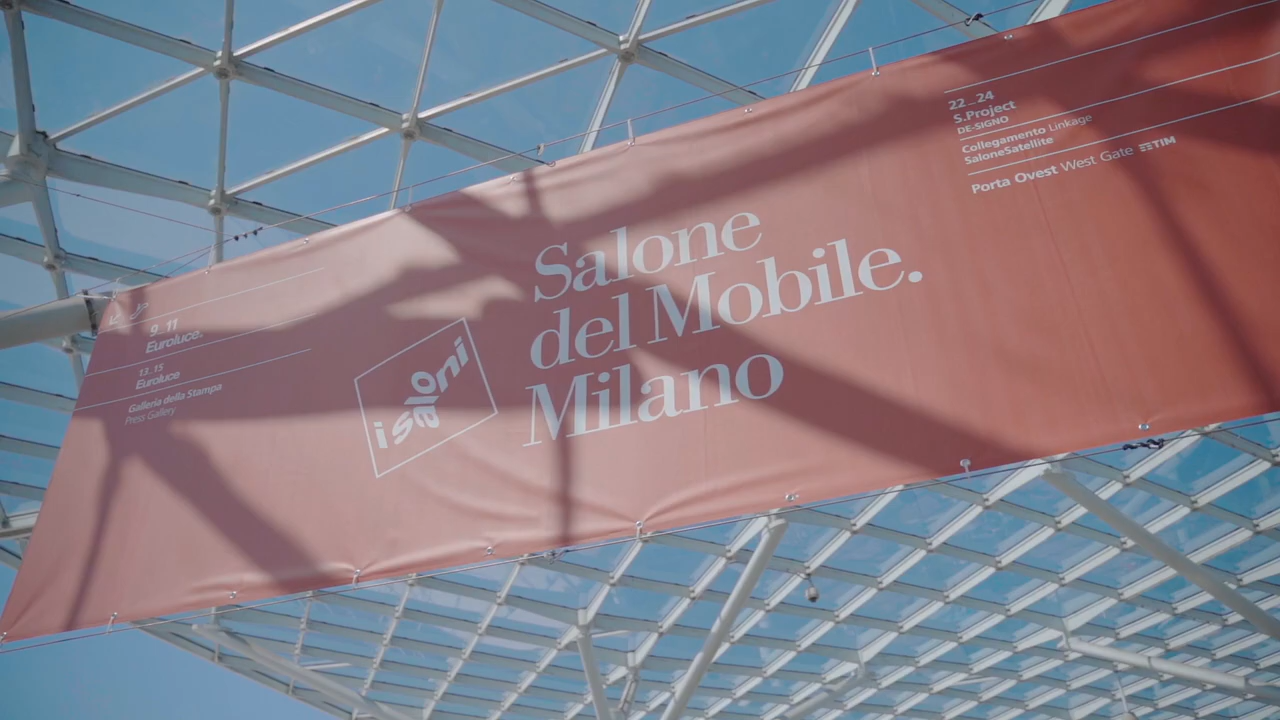 9_11
Euroluce.
13_15
Euroluce
Galleria della Stampa
Press Gallery
i saloni
Salone
del Mobile.
Milano
22_24
S.Project
DE-SIGNO
Collegamento Linkage
SaloneSatellite
Porta Ovest West Gate TIM